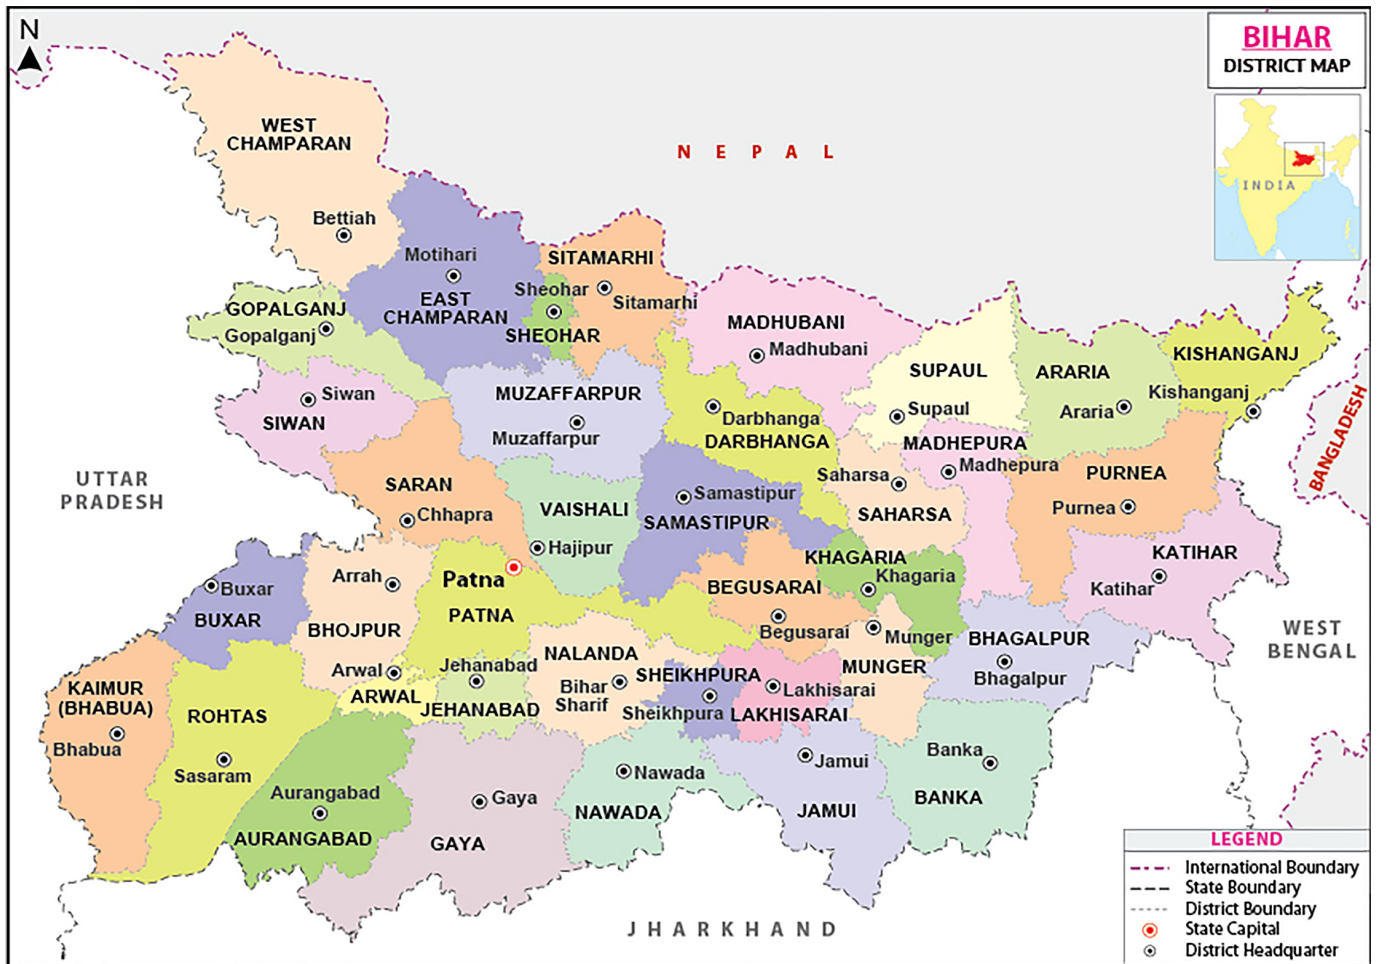 N
BIHAR
DISTRICT MAP
INDIA
NEPAL
WEST
CHAMPARAN
Bettiah
Motihari
EAST
CHAMPARAN
SITAMARHI
Sitamarhi
Sheohar
SHEOHAR
GOPALGANJ
Gopalganj
MADHUBANI
Madhubani
SUPAUL
Supaul
ARARIA
Araria
KISHANGANJ
Kishanganj
BANGLADESH
Siwan
SIWAN
MUZAFFARPUR
Muzaffarpur
Darbhanga
DARBHANGA
MADHEPURA
Madhepura
Saharsa
SAHARSA
PURNEA
Purnea
UTTAR
PRADESH
SARAN
Chhapra
VAISHALI
Hajipur
Samastipur
SAMASTIPUR
KHAGARIA
Khagaria
KATIHAR
Katihar
Buxar
BUXAR
Arrah
BHOJPUR
Patna
PATNA
BEGUSARAI
Begusarai
Munger
MUNGER
BHAGALPUR
Bhagalpur
WEST
BENGAL
Arwal
ARWAL
Jehanabad
JEHANABAD
NALANDA
Bihar
Sharif
SHEIKHPURA
Sheikhpura
Lakhisarai
LAKHISARAI
KAIMUR
(BHABUA)
Bhabua
ROHTAS
Sasaram
Aurangabad
AURANGABAD
Gaya
GAYA
Nawada
NAWADA
Jamui
JAMUI
Banka
BANKA
JHARKHAND
LEGEND
International Boundary
State Boundary
District Boundary
State Capital
District Headquarter